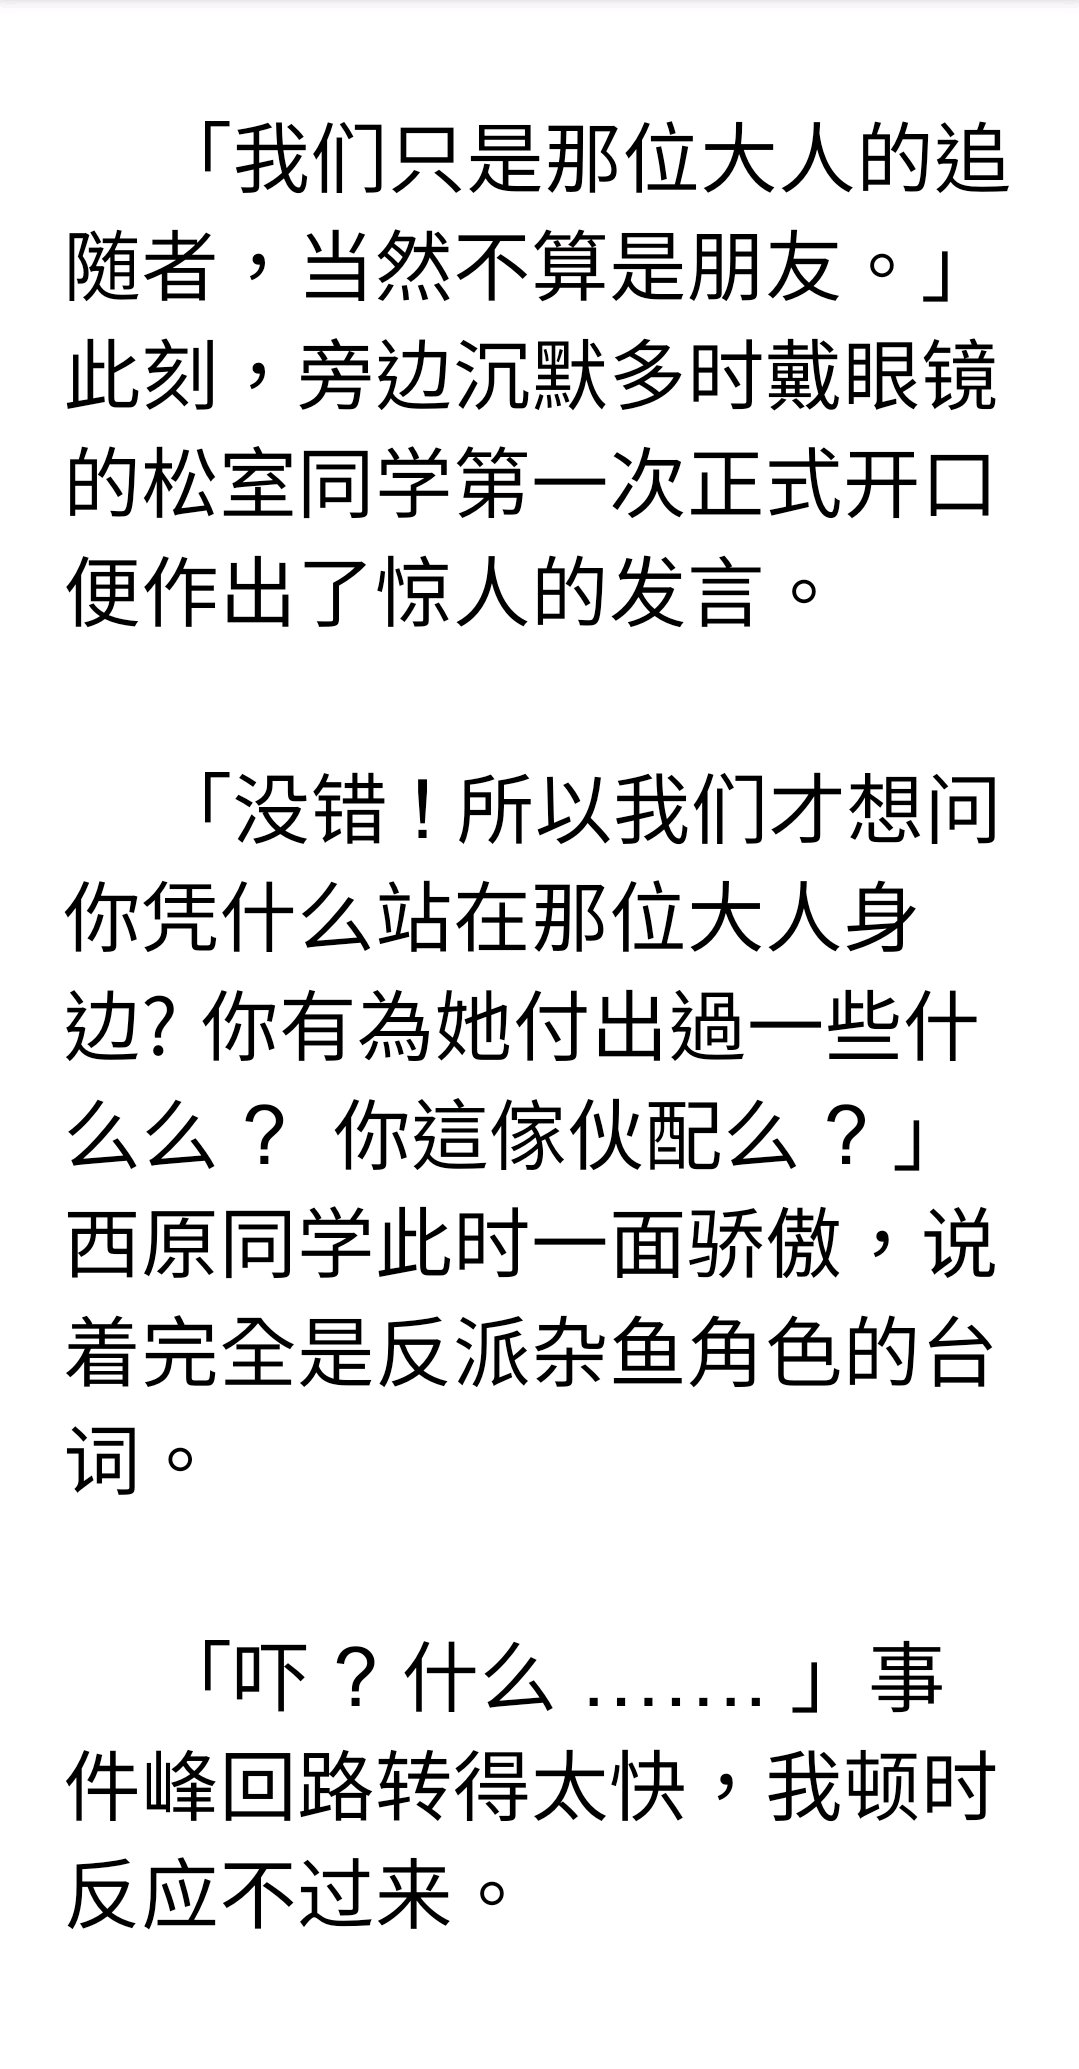 「我们只是那位大人的追
随者，当然不算是朋友。」
此刻，旁边沉默多时戴眼镜
的松室同学第一次正式开口
便作出了惊人的发言。
「没错！所以我们才想问
你凭什么站在那位大人身
边? 你有為她付出過一些什
么么？ 你這傢伙配么？」
西原同学此时一面骄傲，说
着完全是反派杂鱼角色的台
词。
「吓？什么 ....... 」事
件峰回路转得太快，我顿时
反应不过来。